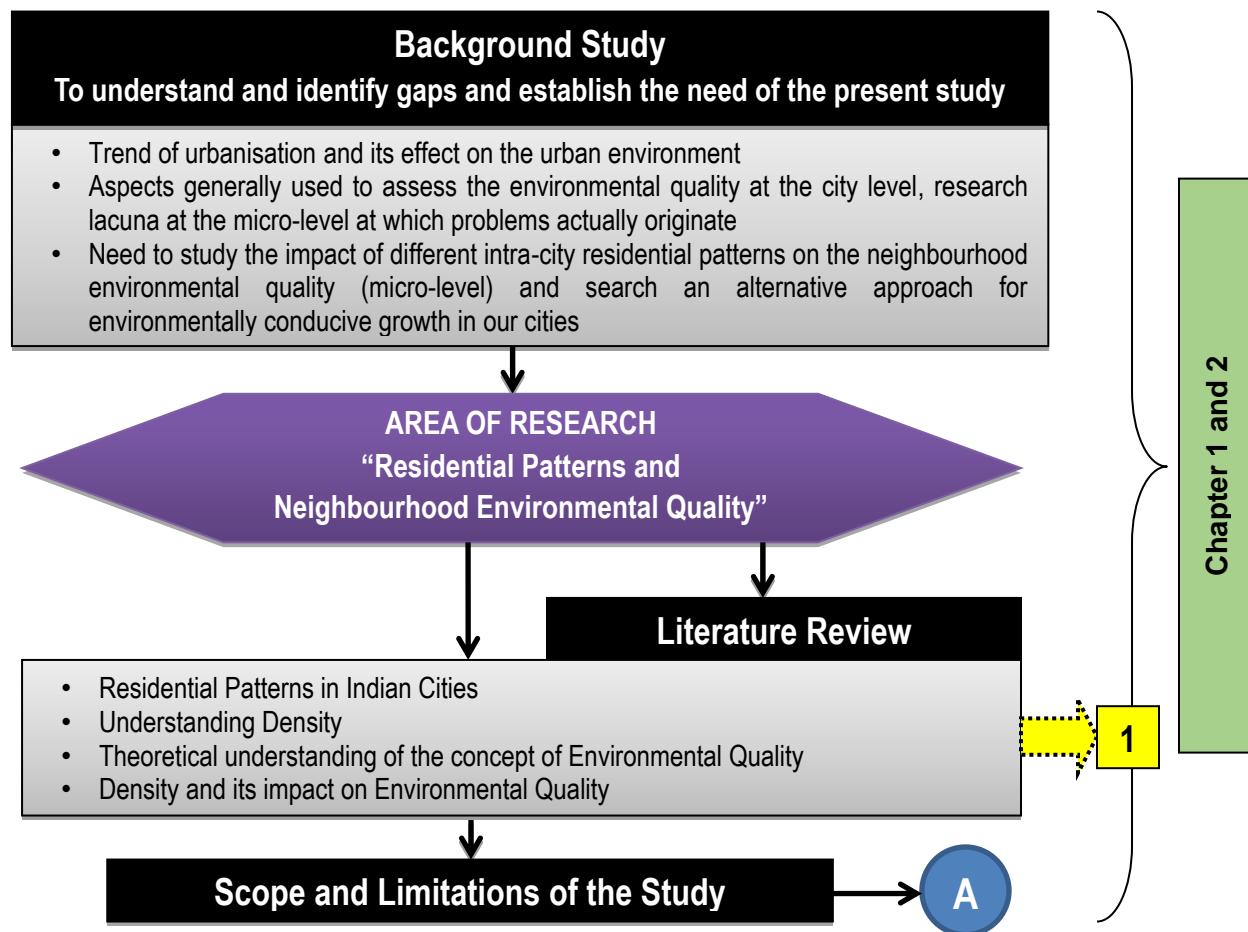 Background Study
To understand and identify gaps and establish the need of the present study
• Trend of urbanisation and its effect on the urban environment
• Aspects generally used to assess the environmental quality at the city level, research
lacuna at the micro-level at which problems actually originate
• Need to study the impact of different intra-city residential patterns on the neighbourhood
environmental quality (micro-level) and search an alternative approach for
environmentally conducive growth in our cities
AREA OF RESEARCH
“Residential Patterns and
Neighbourhood Environmental Quality”
Literature Review
• Residential Patterns in Indian Cities
• Understanding Density
• Theoretical understanding of the concept of Environmental Quality
• Density and its impact on Environmental Quality
1
Scope and Limitations of the Study
A
Chapter 1 and 2